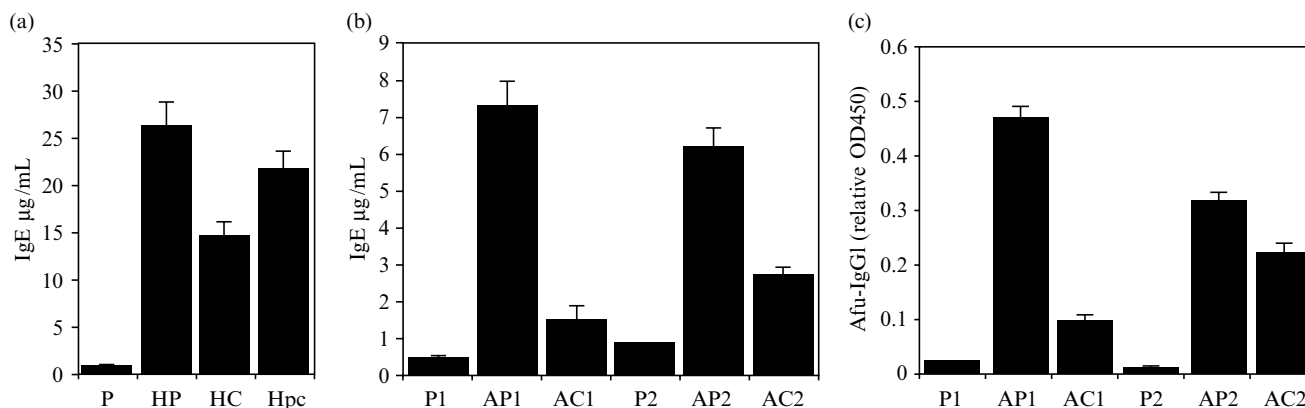 (a)
35
30
25
20
15
10
5
0
IgE µg/mL
P HP HC Hpc
(b)
9
8
7
6
5
4
3
2
1
0
IgE µg/mL
P1 AP1 AC1 P2 AP2 AC2
(c)
0.6
0.5
0.4
0.3
0.2
0.1
0
Afu-IgGl (relative OD450)
P1 AP1 AC1 P2 AP2 AC2